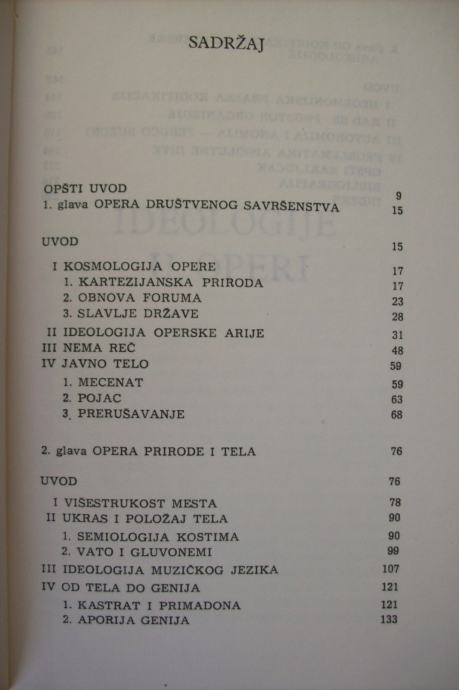 SADRŽAJ
OPŠTI UVOD 9
1. glava OPERA DRUŠTVENOG SAVRŠENSTVA 15
UVOD 15
I KOSMOLOGIJA OPERE 17
1. KARTEZIJANSKA PRIRODA 17
2. OBNOVA FORUMA 23
3. SLAVLJE DRŽAVE 28
II IDEOLOGIJA OPERSKE ARIJE 31
III NEMA REČ 48
IV JAVNO TELO 59
1. MECENAT 59
2. POJAC 63
3. PRERUŠAVANJE 68
2. glava OPERA PRIRODE I TELA 76
UVOD 76
I VIŠESTRUKOST MESTA 78
II UKRAS I POLOŽAJ TELA 90
1. SEMIOLOGIJA KOSTIMA 90
2. VATO I GLUVONEMI 99
III IDEOLOGIJA MUZIČKOG JEZIKA 107
IV OD TELA DO GENIJA 121
1. KASTRAT I PRIMADONA 121
2. APORIJA GENIJA 133